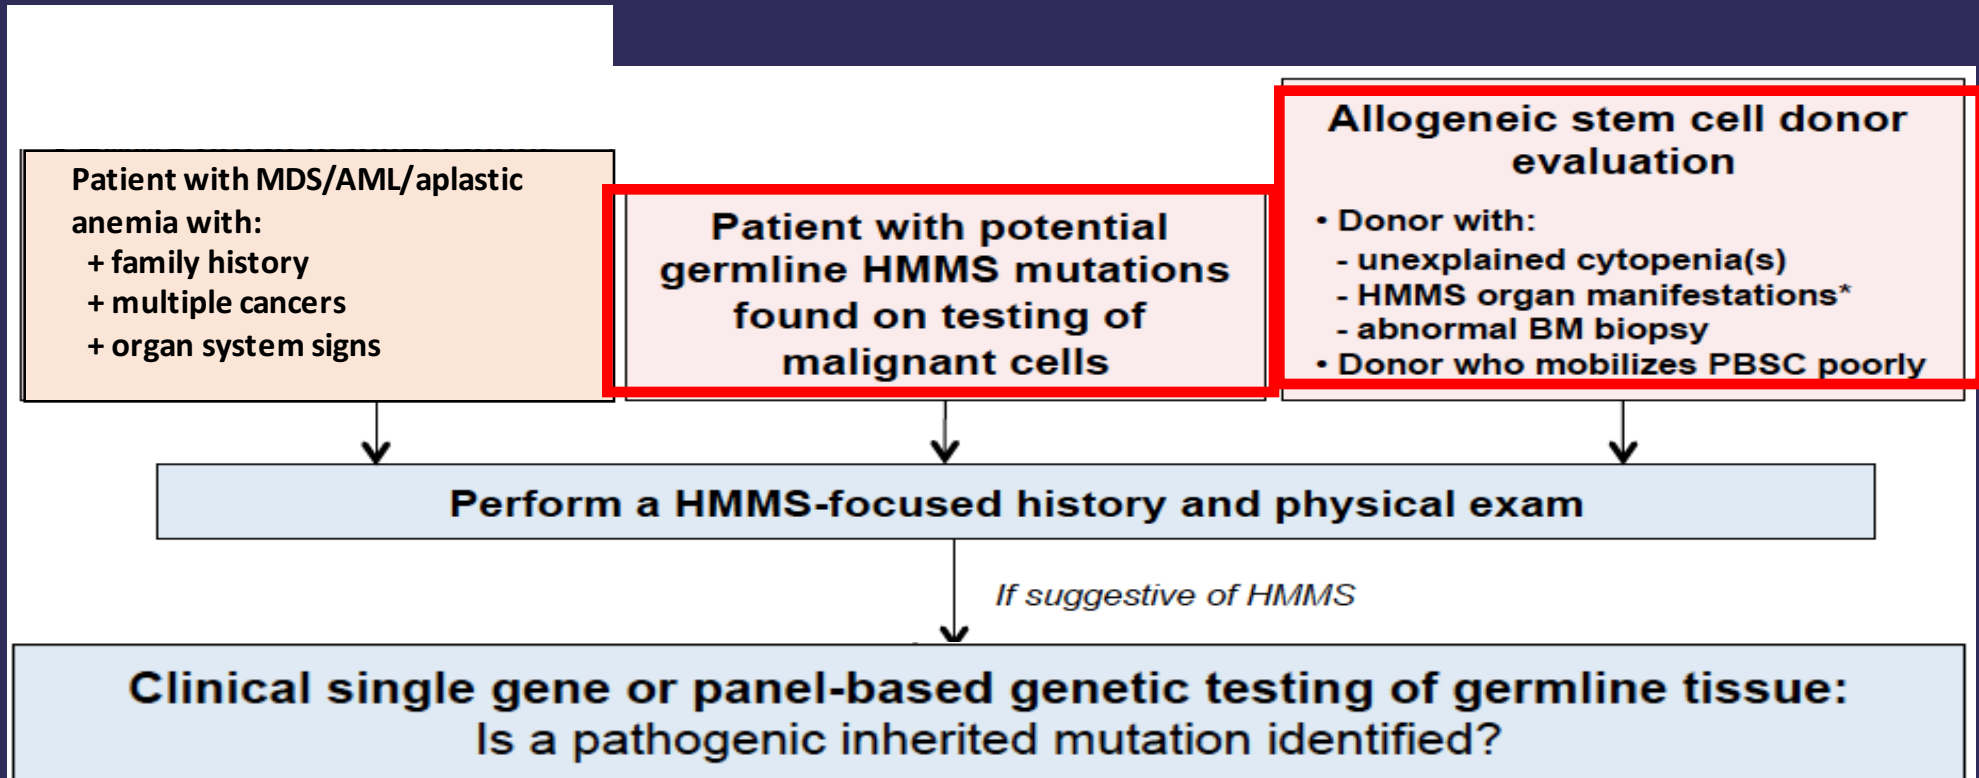 Patient with MDS/AML/aplastic
anemia with:
+ family history
+ multiple cancers
+ organ system signs
Patient with potential
germline HMMS mutations
found on testing of
malignant cells
Allogeneic stem cell donor
evaluation
• Donor with:
- unexplained cytopenia(s)
- HMMS organ manifestations*
- abnormal BM biopsy
• Donor who mobilizes PBSC poorly
Perform a HMMS-focused history and physical exam
If suggestive of HMMS
Clinical single gene or panel-based genetic testing of germline tissue:
Is a pathogenic inherited mutation identified?